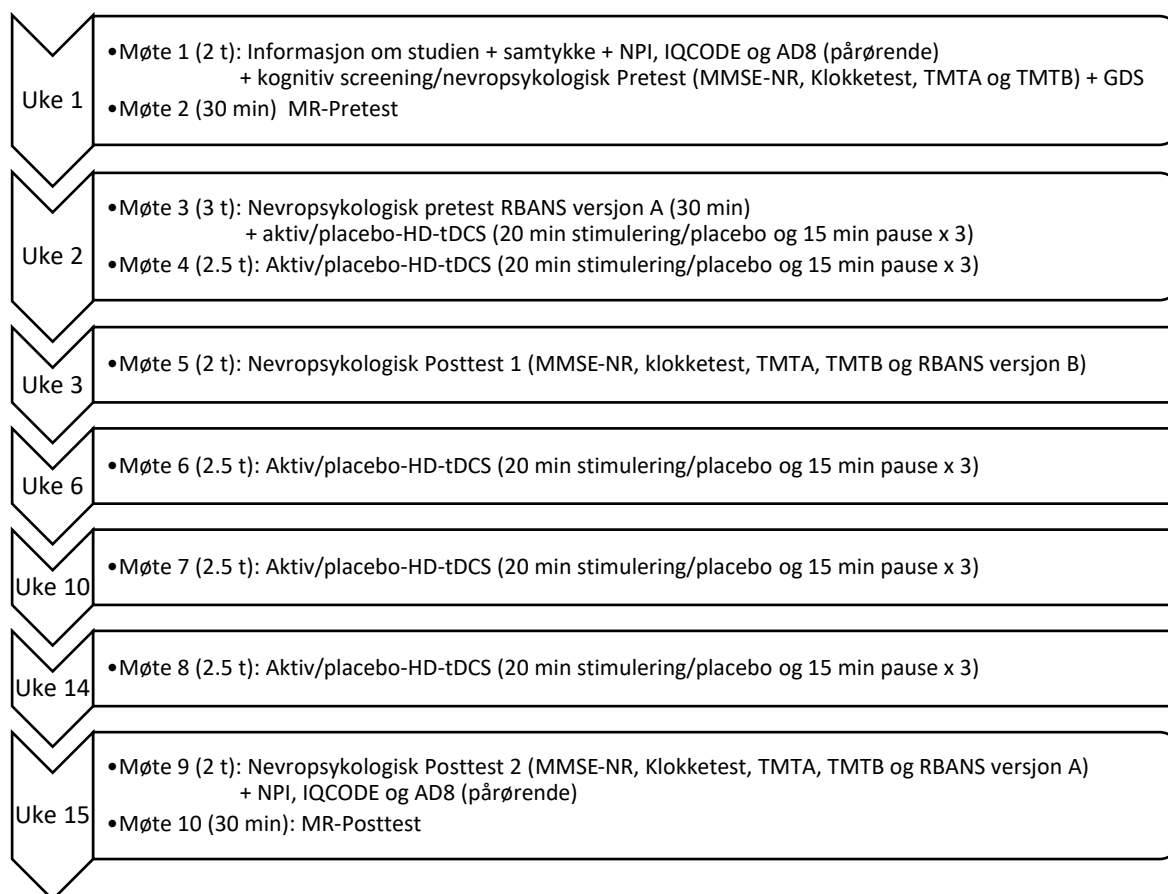 Uke 1
•Møte 1 (2 t): Informasjon om studien + samtykke + NPI, IQCODE og AD8 (pårørende)
+ kognitiv screening/nevropsykologisk Pretest (MMSE-NR, Klokketest, TMTA og TMTB) + GDS
•Møte 2 (30 min) MR-Pretest
Uke 2
•Møte 3 (3 t): Nevropsykologisk pretest RBANS versjon A (30 min)
+ aktiv/placebo-HD-tDCS (20 min stimulering/placebo og 15 min pause x 3)
•Møte 4 (2.5 t): Aktiv/placebo-HD-tDCS (20 min stimulering/placebo og 15 min pause x 3)
Uke 3
•Møte 5 (2 t): Nevropsykologisk Posttest 1 (MMSE-NR, klokketest, TMTA, TMTB og RBANS versjon B)
Uke 6
•Møte 6 (2.5 t): Aktiv/placebo-HD-tDCS (20 min stimulering/placebo og 15 min pause x 3)
Uke 10
•Møte 7 (2.5 t): Aktiv/placebo-HD-tDCS (20 min stimulering/placebo og 15 min pause x 3)
Uke 14
•Møte 8 (2.5 t): Aktiv/placebo-HD-tDCS (20 min stimulering/placebo og 15 min pause x 3)
Uke 15
•Møte 9 (2 t): Nevropsykologisk Posttest 2 (MMSE-NR, Klokketest, TMTA, TMTB og RBANS versjon A)
+ NPI, IQCODE og AD8 (pårørende)
•Møte 10 (30 min): MR-Posttest